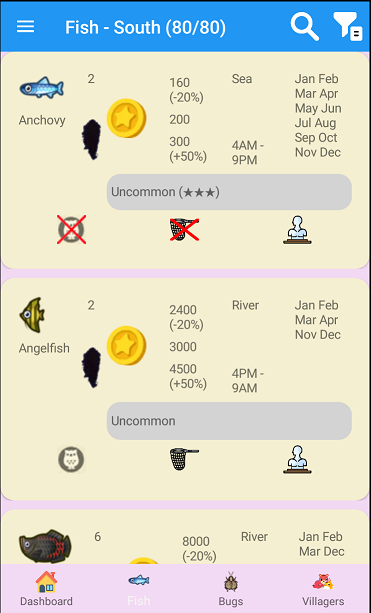 Fish - South (80/80)
2
160
(-20%)
200
300
(+50%)
Sea
4AM -
9PM
Jan Feb
Mar Apr
May Jun
Jul Aug
Sep Oct
Nov Dec
Anchovy
Uncommon (★★★)
2
2400
(-20%)
3000
4500
(+50%)
River
4PM -
9AM
Jan Feb
Mar Apr
Nov Dec
Angelfish
Uncommon
6
8000
(-20%)
River
Jan Feb
Mar Dec
Dashboard
Fish
Bugs
Villagers